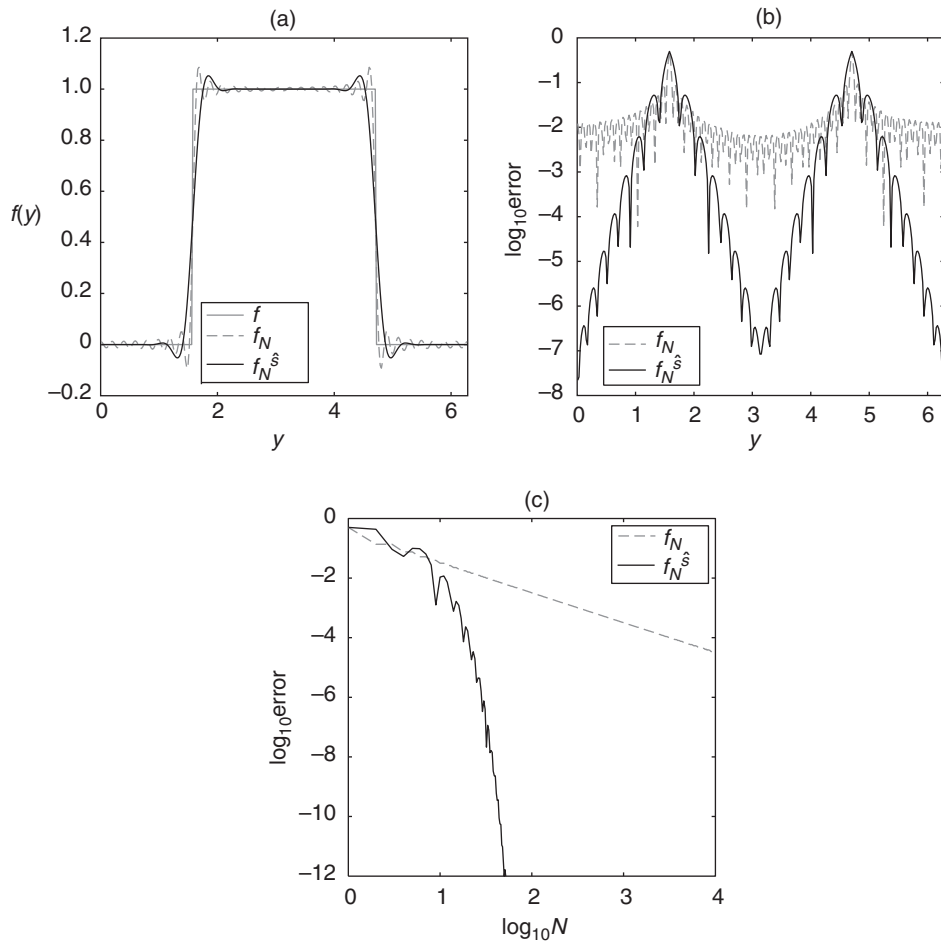 (a)
1.2
1.0
0.8
0.6
0.4
0.2
0
−0.2
f(y)
f
f_N
f_N^ŝ
0 2 4 6
y
(b)
0
−1
−2
−3
−4
−5
−6
−7
−8
log₁₀error
f_N
f_N^ŝ
0 1 2 3 4 5 6
y
(c)
0
−2
−4
−6
−8
−10
−12
log₁₀error
f_N
f_N^ŝ
0 1 2 3 4
log₁₀N